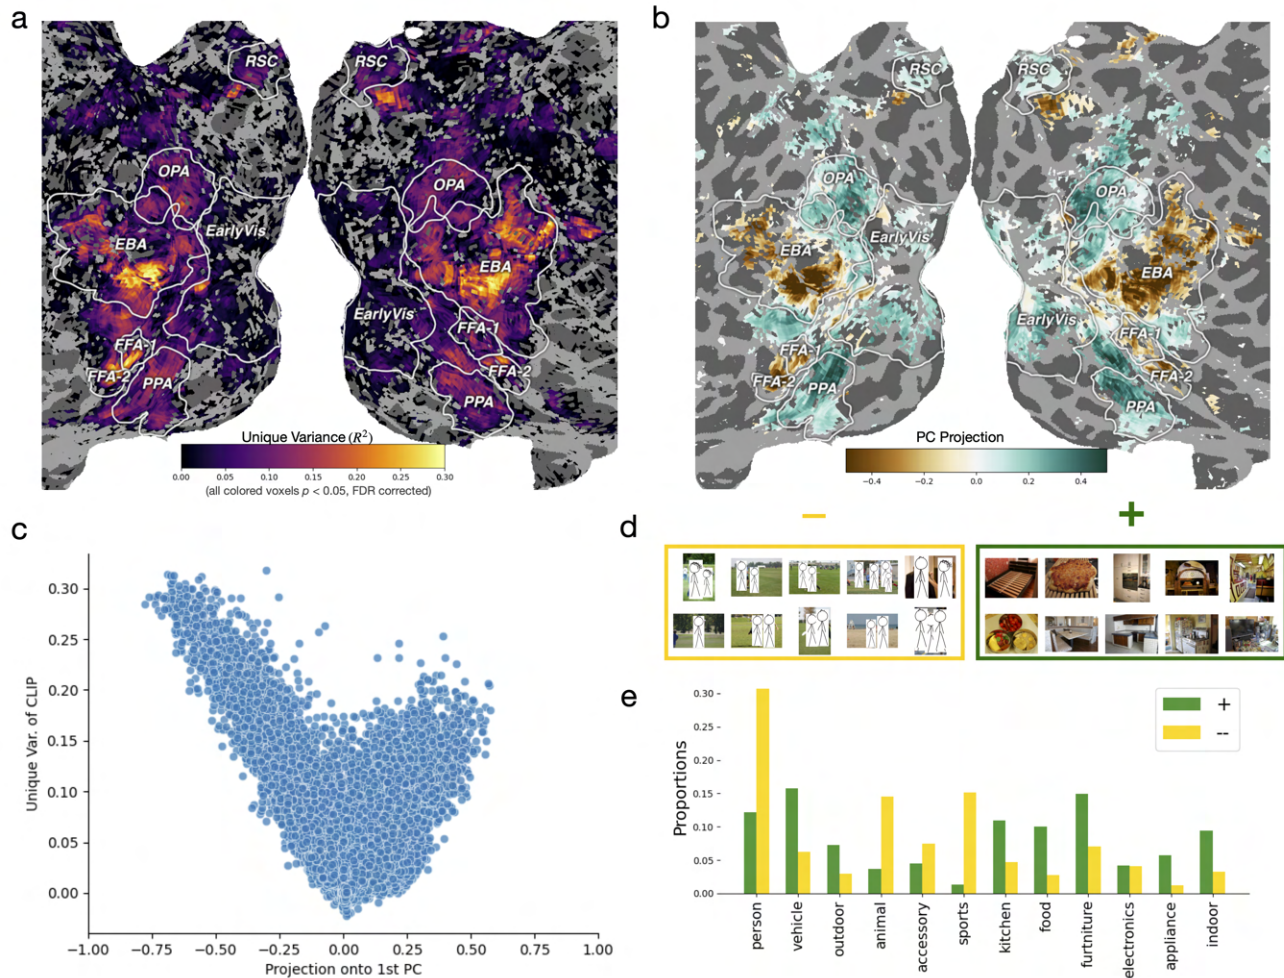 a
RSC
RSC
OPA
OPA
EarlyVis
EBA
EBA
EarlyVis
FFA-1
FFA-1
FFA-2
FFA-2
PPA
PPA
Unique Variance (R²)
0.00 0.05 0.10 0.15 0.20 0.25 0.30
(all colored voxels p < 0.05, FDR corrected)
b
RSC
RSC
OPA
OPA
EarlyVis
EBA
EBA
EarlyVis
FFA-1
FFA-1
FFA-2
FFA-2
PPA
PPA
PC Projection
−0.4 −0.2 0.0 0.2 0.4
− +
c
Unique Var. of CLIP
0.30
0.25
0.20
0.15
0.10
0.05
0.00
−1.00 −0.75 −0.50 −0.25 0.00 0.25 0.50 0.75 1.00
Projection onto 1st PC
d
e
Proportions
0.30
0.25
0.20
0.15
0.10
0.05
0.00
+
--
person
vehicle
outdoor
animal
accessory
sports
kitchen
food
furtniture
electronics
appliance
indoor